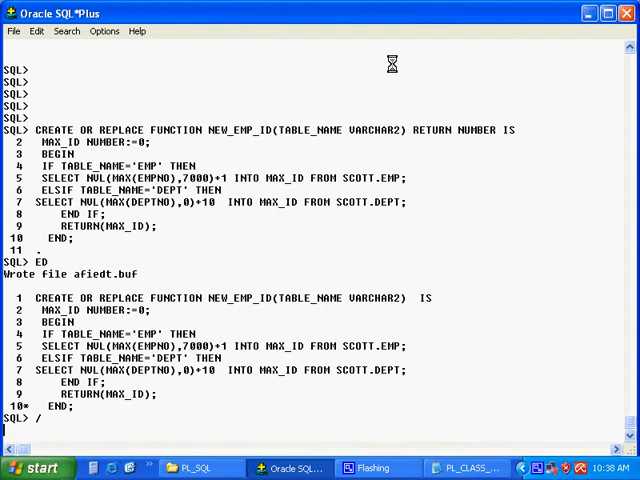 Oracle SQL*Plus
File Edit Search Options Help
SQL>
SQL>
SQL>
SQL>
SQL>
SQL> CREATE OR REPLACE FUNCTION NEW_EMP_ID(TABLE_NAME VARCHAR2) RETURN NUMBER IS
2 MAX_ID NUMBER:=0;
3 BEGIN
4 IF TABLE_NAME='EMP' THEN
5 SELECT NVL(MAX(EMPNO),7000)+1 INTO MAX_ID FROM SCOTT.EMP;
6 ELSIF TABLE_NAME='DEPT' THEN
7 SELECT NVL(MAX(DEPTNO),0)+10 INTO MAX_ID FROM SCOTT.DEPT;
8 END IF;
9 RETURN(MAX_ID);
10 END;
11 .
SQL> ED
Wrote file afiedt.buf
1 CREATE OR REPLACE FUNCTION NEW_EMP_ID(TABLE_NAME VARCHAR2) IS
2 MAX_ID NUMBER:=0;
3 BEGIN
4 IF TABLE_NAME='EMP' THEN
5 SELECT NVL(MAX(EMPNO),7000)+1 INTO MAX_ID FROM SCOTT.EMP;
6 ELSIF TABLE_NAME='DEPT' THEN
7 SELECT NVL(MAX(DEPTNO),0)+10 INTO MAX_ID FROM SCOTT.DEPT;
8 END IF;
9 RETURN(MAX_ID);
10* END;
SQL> /
start PL_SQL Oracle SQL... Flashing PL_CLASS_... 10:38 AM